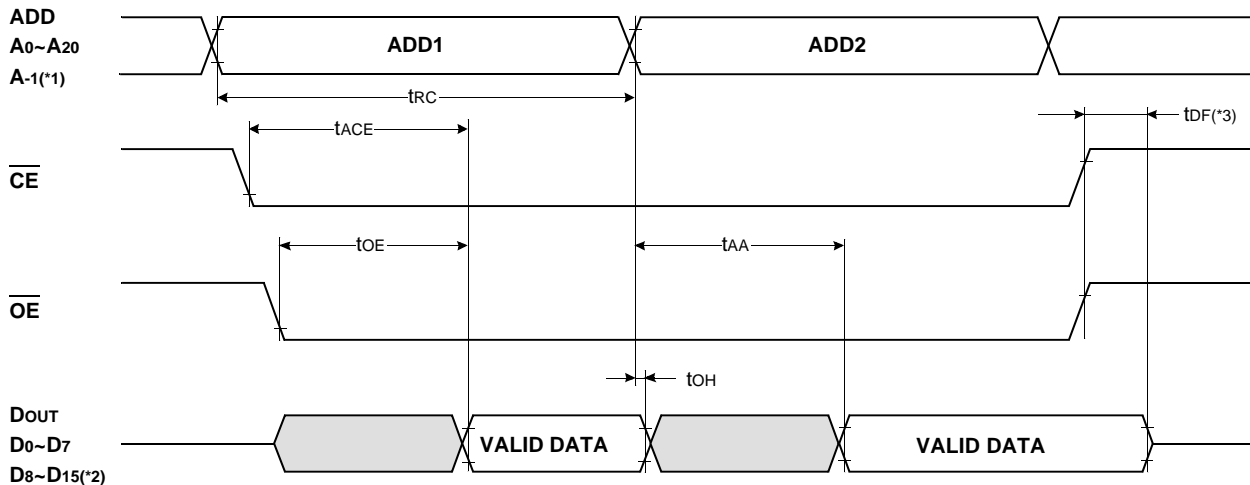 ADD
A0~A20
A-1(*1)
ADD1
ADD2
tRC
tACE
tDF(*3)
CE
tOE
tAA
OE
tOH
DOUT
D0~D7
D8~D15(*2)
VALID DATA
VALID DATA